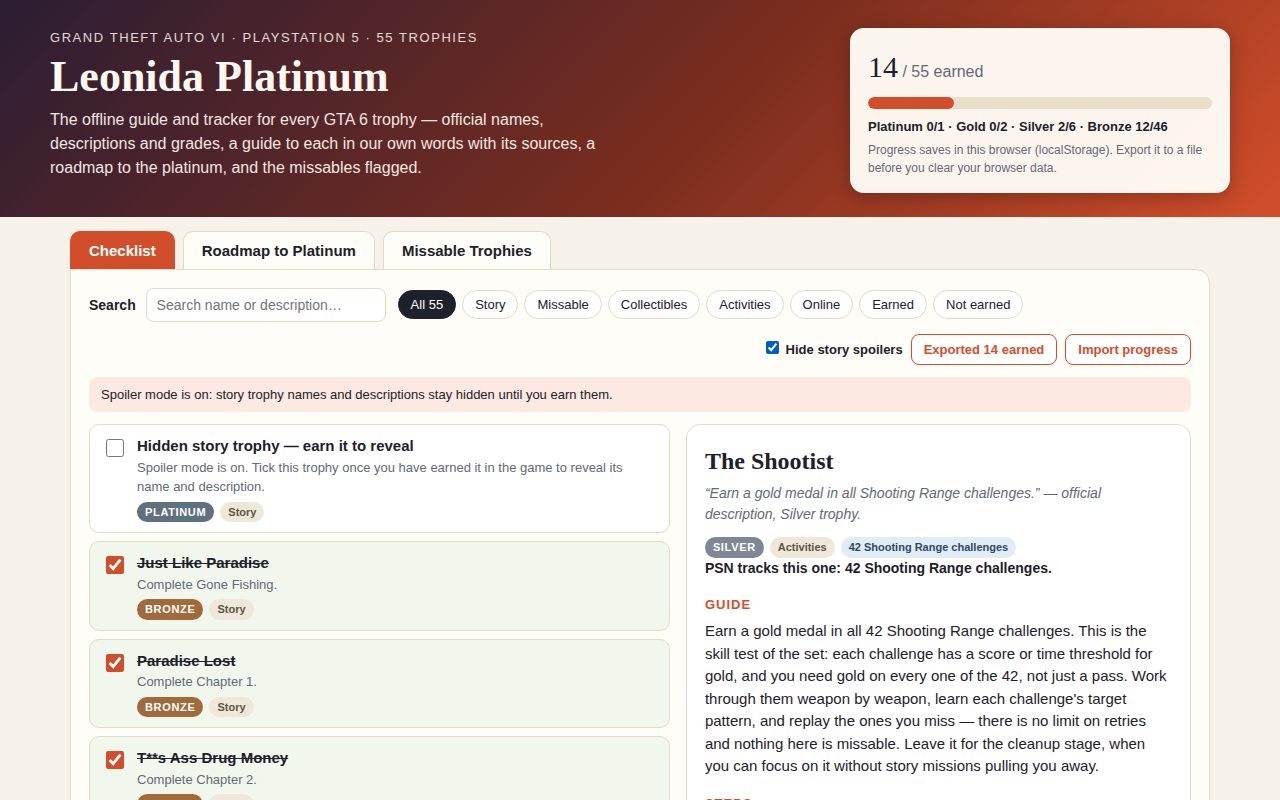 GRAND THEFT AUTO VI · PLAYSTATION 5 · 55 TROPHIES
Leonida Platinum
The offline guide and tracker for every GTA 6 trophy — official names,
descriptions and grades, a guide to each in our own words with its sources, a
roadmap to the platinum, and the missables flagged.
14 / 55 earned
Platinum 0/1 · Gold 0/2 · Silver 2/6 · Bronze 12/46
Progress saves in this browser (localStorage). Export it to a file
before you clear your browser data.
Checklist
Roadmap to Platinum
Missable Trophies
Search
Search name or description…
All 55
Story
Missable
Collectibles
Activities
Online
Earned
Not earned
Hide story spoilers
Exported 14 earned
Import progress
Spoiler mode is on: story trophy names and descriptions stay hidden until you earn them.
Hidden story trophy — earn it to reveal
Spoiler mode is on. Tick this trophy once you have earned it in the game to reveal its
name and description.
PLATINUM
Story
Just Like Paradise
Complete Gone Fishing.
BRONZE
Story
Paradise Lost
Complete Chapter 1.
BRONZE
Story
T**s Ass Drug Money
Complete Chapter 2.
The Shootist
“Earn a gold medal in all Shooting Range challenges.” — official
description, Silver trophy.
SILVER
Activities
42 Shooting Range challenges
PSN tracks this one: 42 Shooting Range challenges.
GUIDE
Earn a gold medal in all 42 Shooting Range challenges. This is the
skill test of the set: each challenge has a score or time threshold for
gold, and you need gold on every one of the 42, not just a pass. Work
through them weapon by weapon, learn each challenge's target
pattern, and replay the ones you miss — there is no limit on retries
and nothing here is missable. Leave it for the cleanup stage, when
you can focus on it without story missions pulling you away.